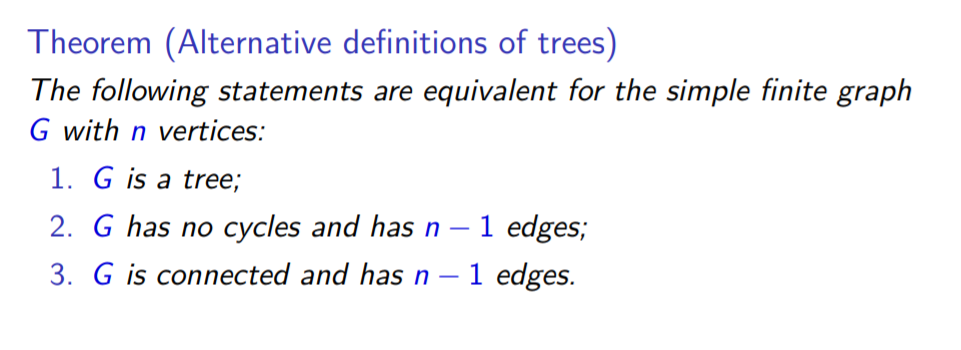 Theorem (Alternative definitions of trees)
The following statements are equivalent for the simple finite graph
G with n vertices:
1. G is a tree;
2. G has no cycles and has n − 1 edges;
3. G is connected and has n − 1 edges.